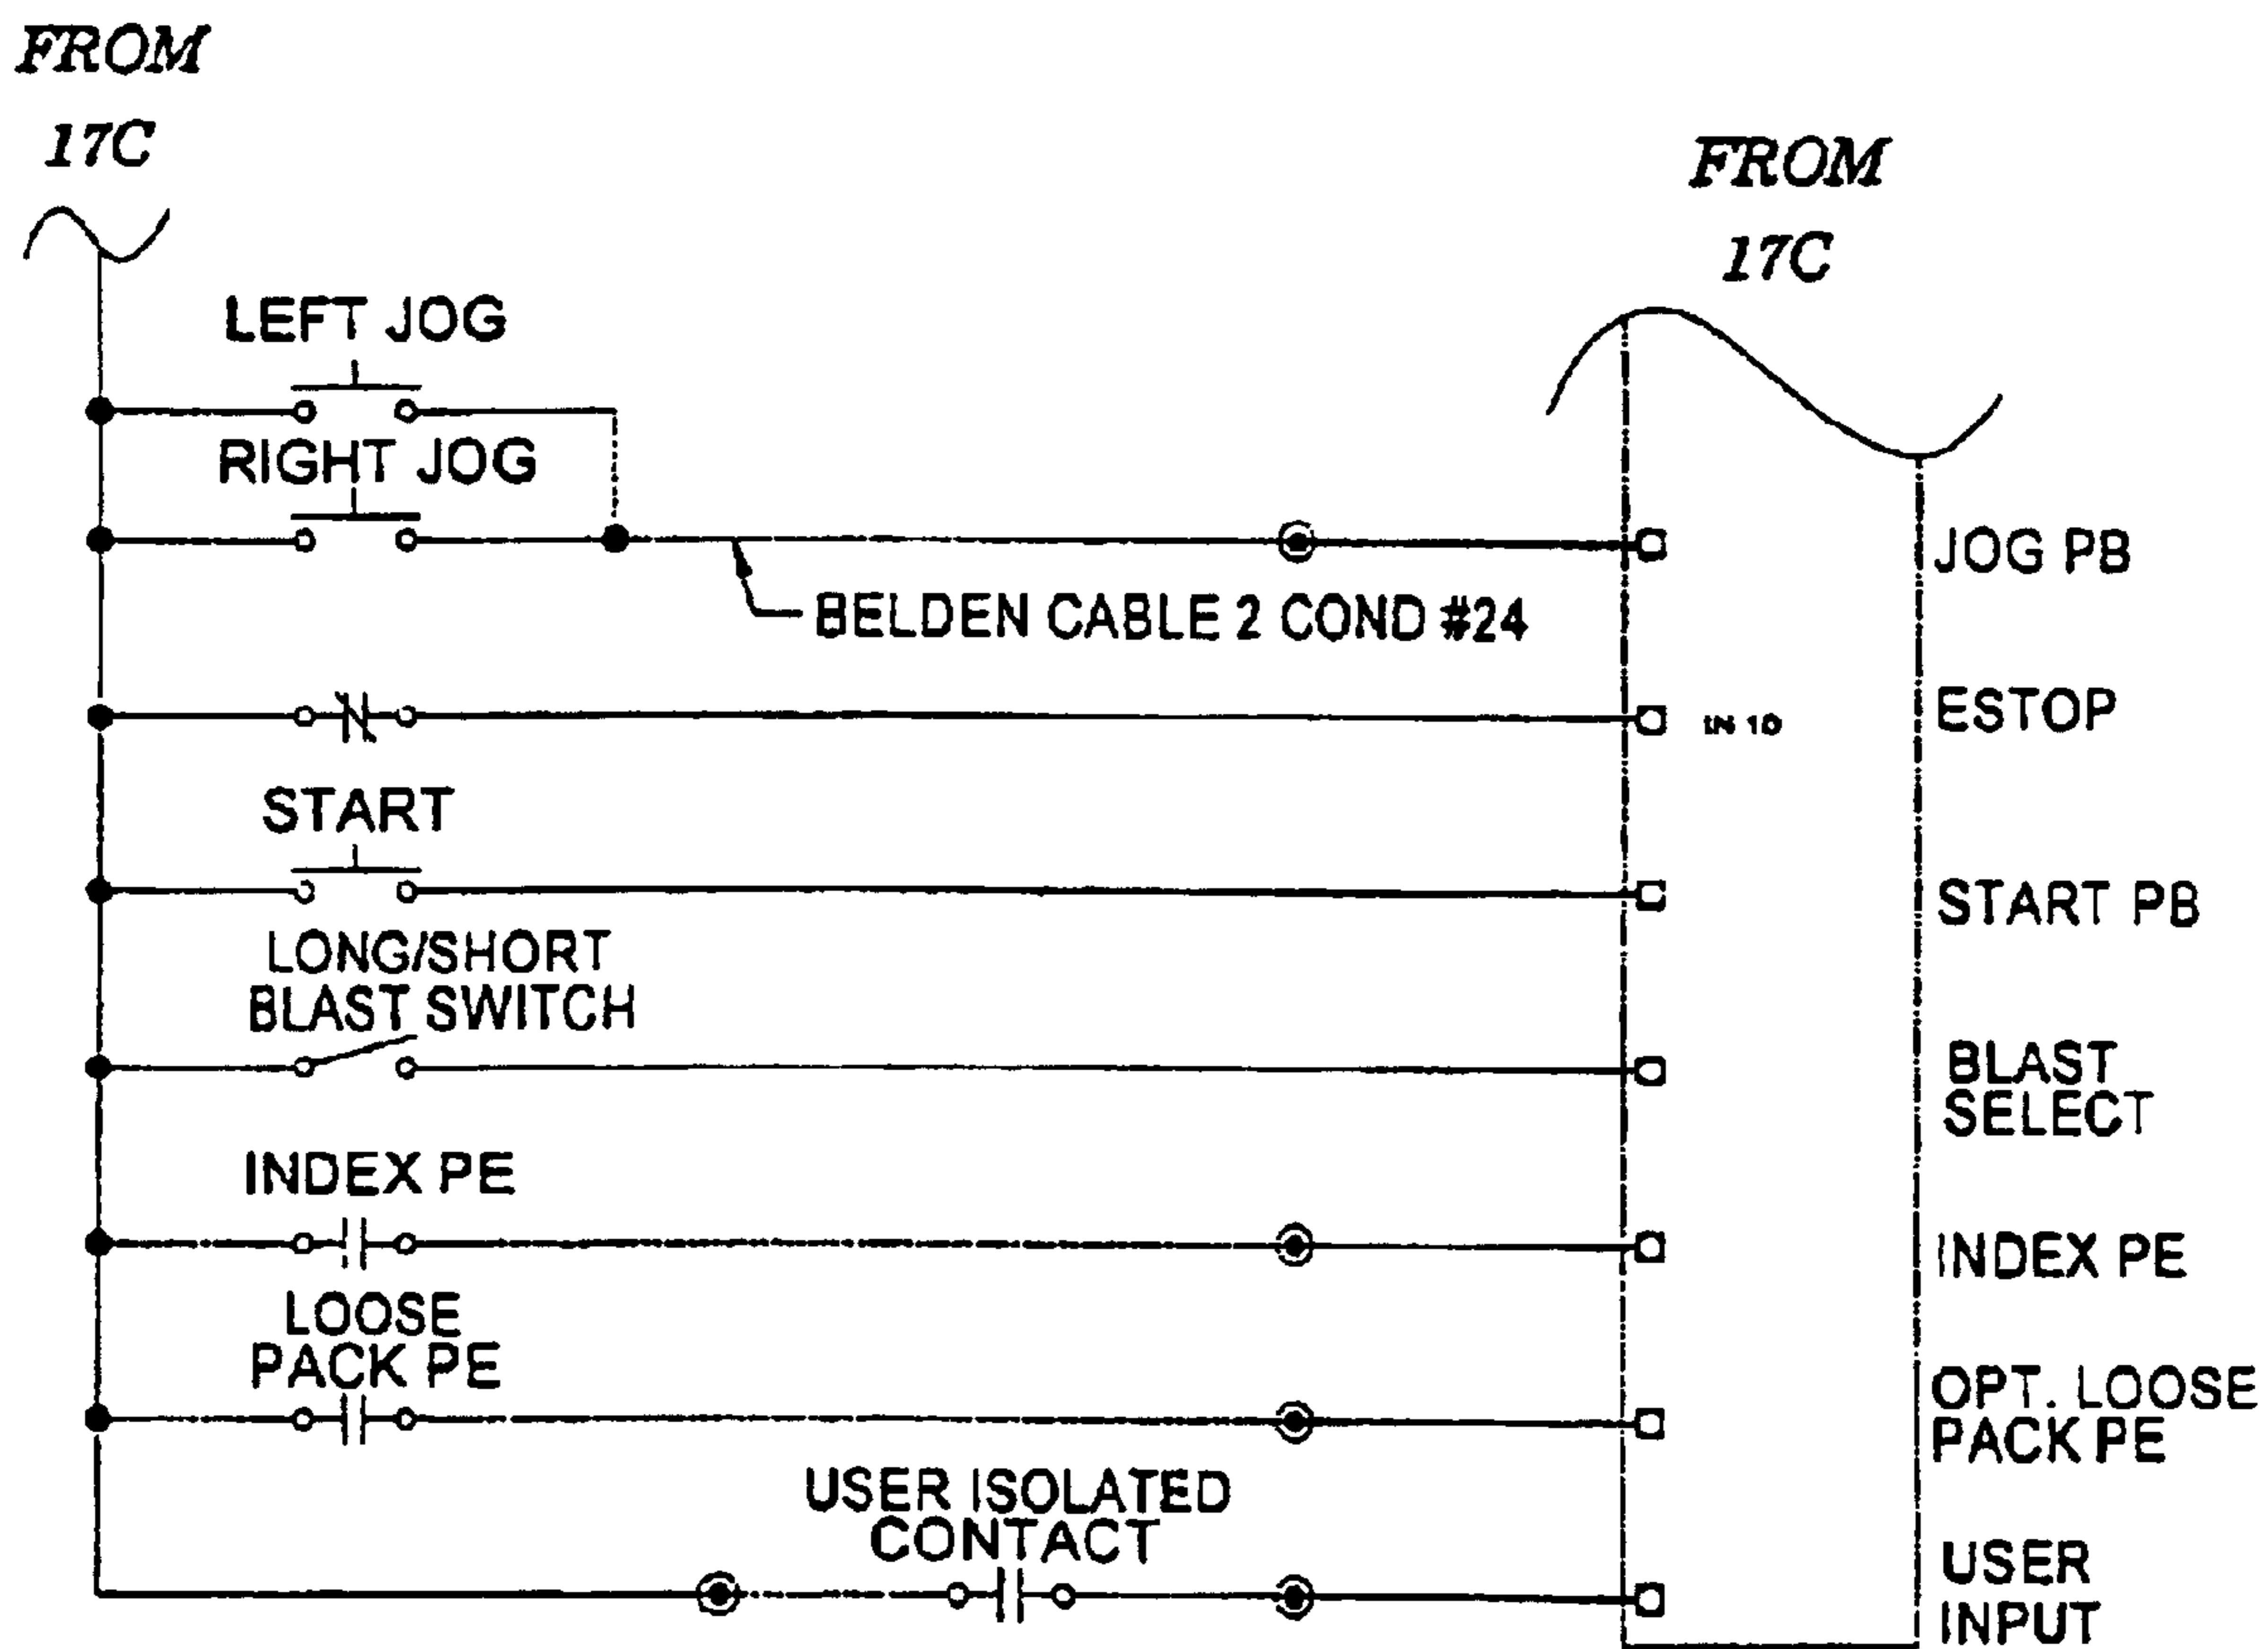 FROM
17C
FROM
17C
LEFT JOG
RIGHT JOG
JOG PB
BELDEN CABLE 2 COND #24
IN 10
ESTOP
START
START PB
LONG/SHORT
BLAST SWITCH
BLAST
SELECT
INDEX PE
INDEX PE
LOOSE
PACK PE
OPT. LOOSE
PACK PE
USER ISOLATED
CONTACT
USER
INPUT